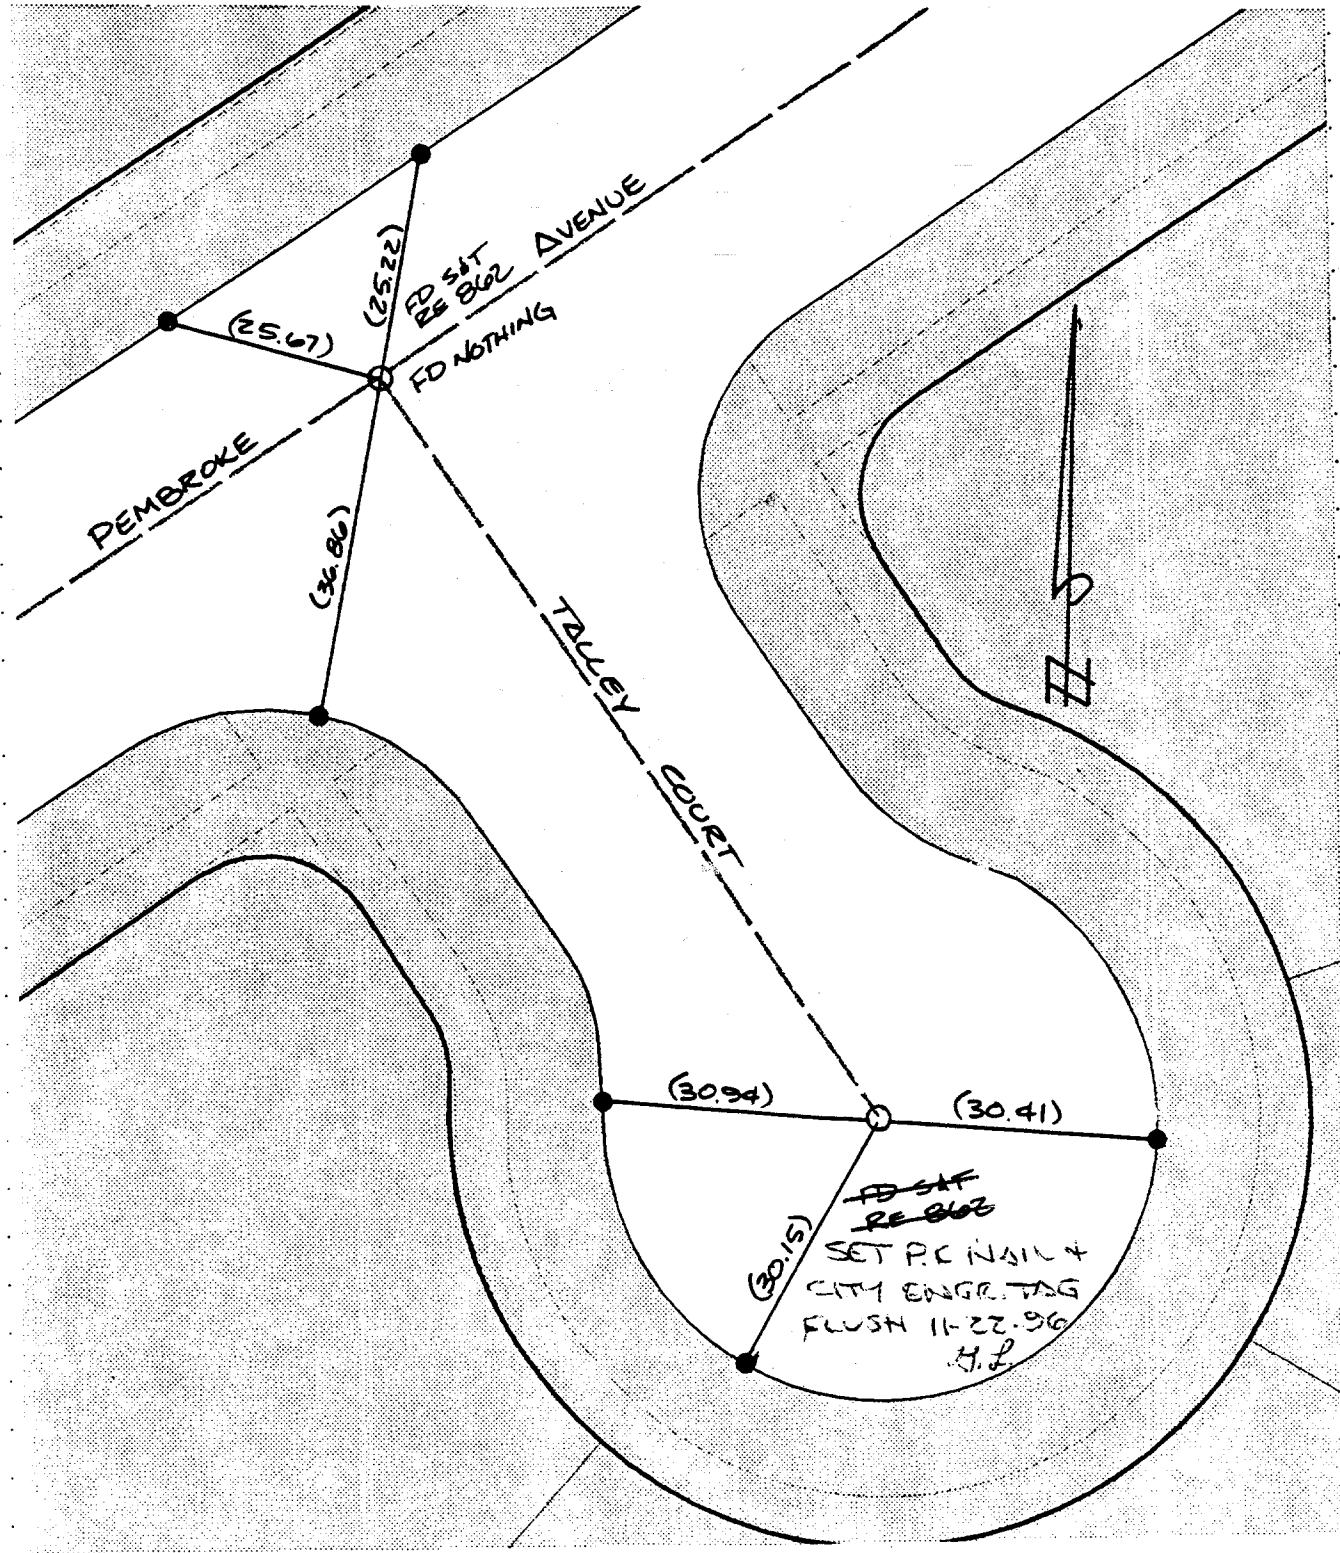 (25.22)
FD S&T
RE 862
AVENUE
(25.67)
FD NOTHING
PEMBROKE
(36.86)
TALLEY
COURT
(30.94)
(30.41)
FD S&T
RE 862
(30.15)
SET P.K NAIL &
CITY ENGR. TAG
FLUSH 11-22-96
G.L.